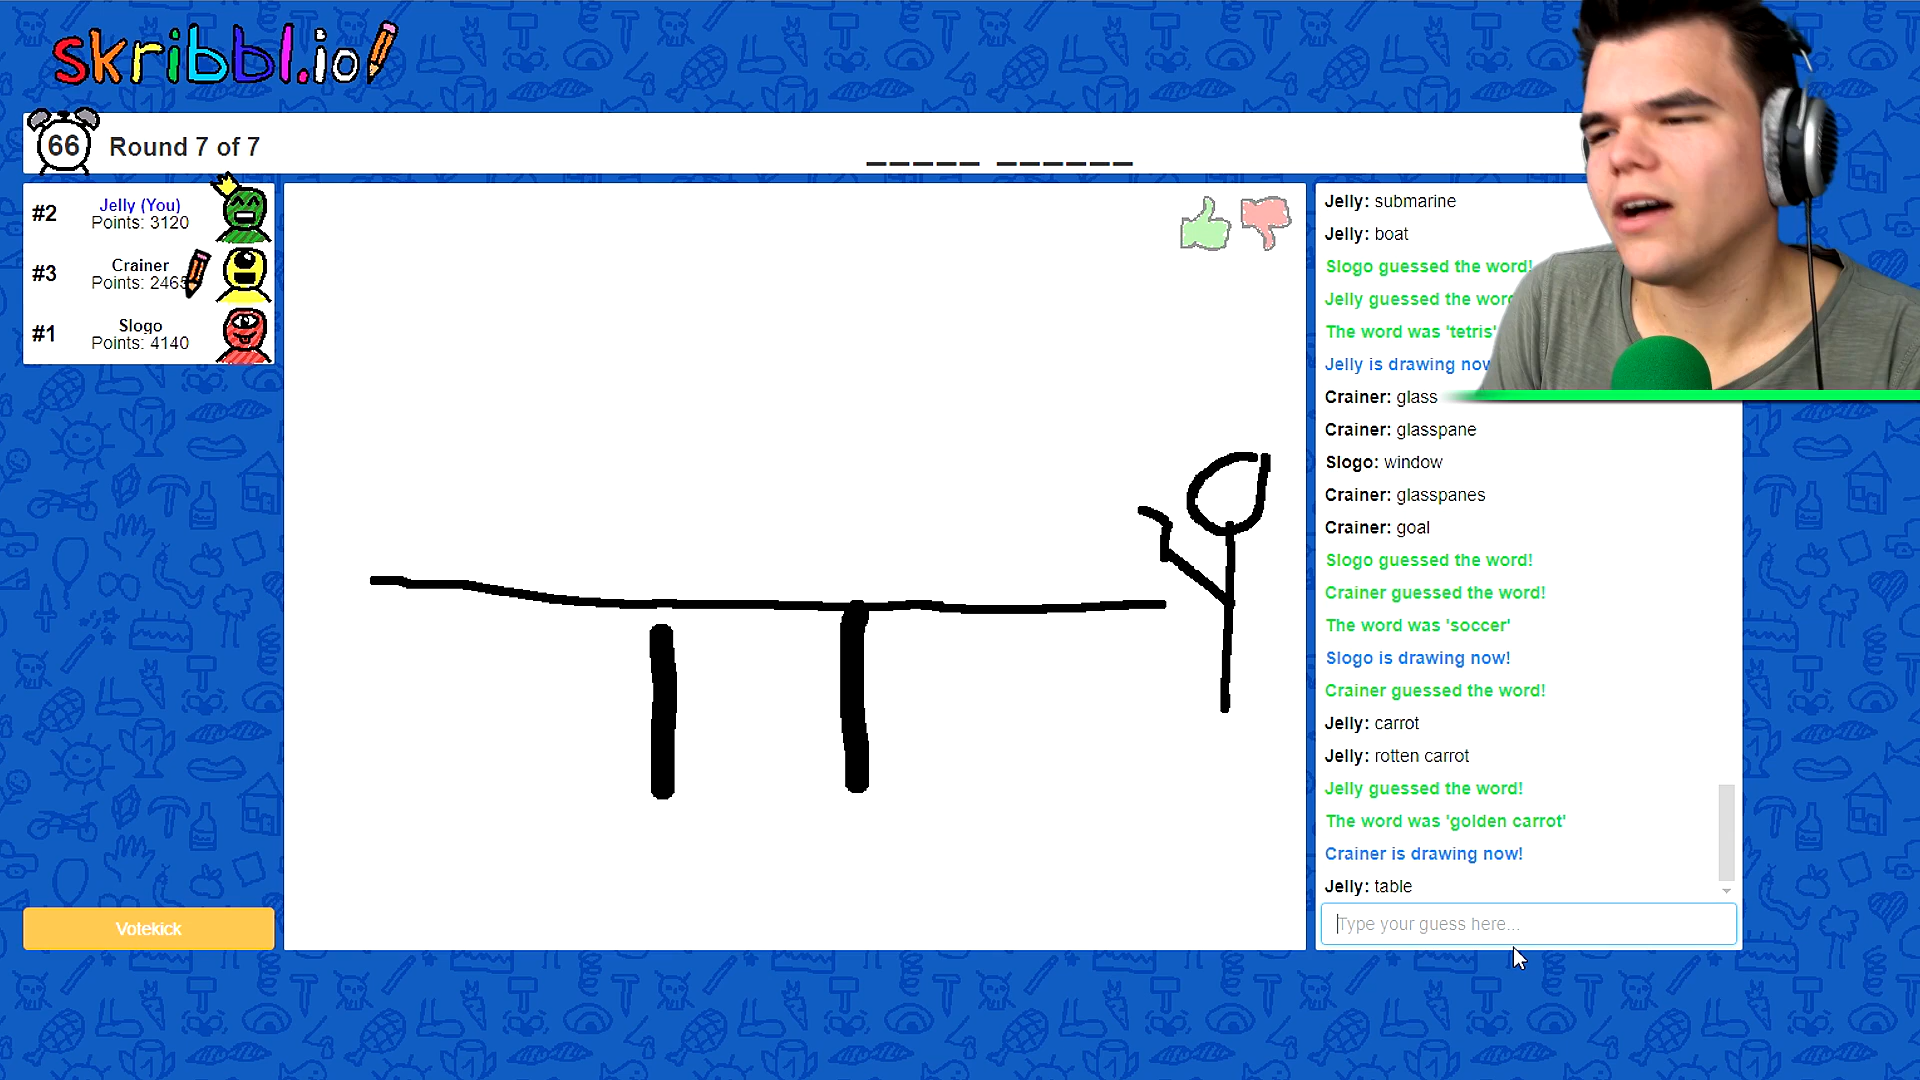 skribbl.io
66
Round 7 of 7
_____ ______
#2
Jelly (You)
Points: 3120
#3
Crainer
Points: 2465
#1
Slogo
Points: 4140
Votekick
Jelly: submarine
Jelly: boat
Slogo guessed the word!
Jelly guessed the word
The word was 'tetris'
Jelly is drawing now
Crainer: glass
Crainer: glasspane
Slogo: window
Crainer: glasspanes
Crainer: goal
Slogo guessed the word!
Crainer guessed the word!
The word was 'soccer'
Slogo is drawing now!
Crainer guessed the word!
Jelly: carrot
Jelly: rotten carrot
Jelly guessed the word!
The word was 'golden carrot'
Crainer is drawing now!
Jelly: table
Type your guess here...